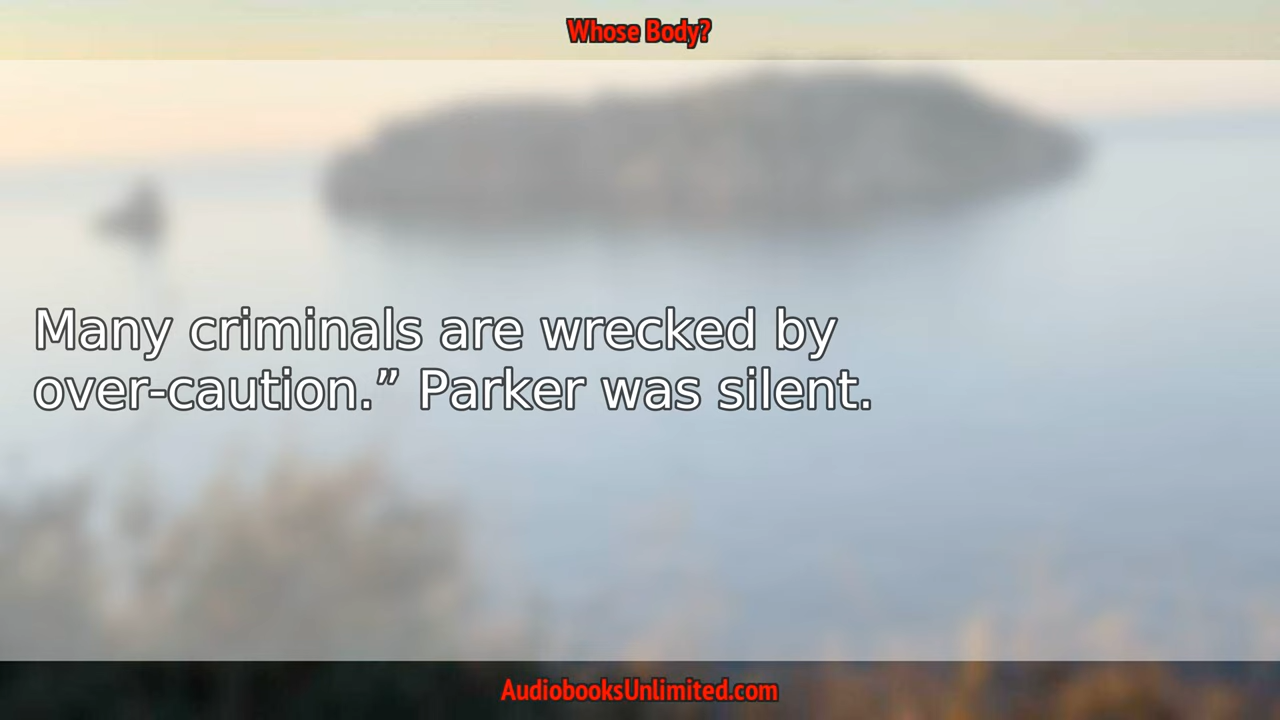 Whose Body?
Many criminals are wrecked by
over-caution.” Parker was silent.
AudiobooksUnlimited.com